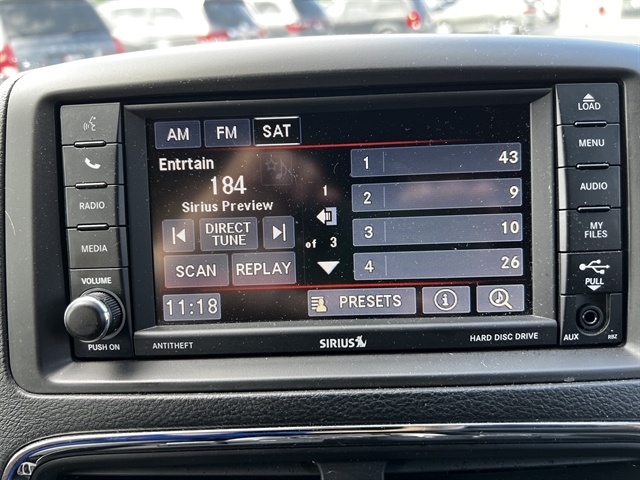 LOAD
AM FM SAT
MENU
Entrtain
1 43
184
RADIO
1
2 9
AUDIO
Sirius Preview
DIRECT TUNE
3 10
MY FILES
MEDIA
of 3
SCAN REPLAY
4 26
PULL
VOLUME
11:18
PRESETS
PUSH ON
ANTITHEFT
SIRIUS
HARD DISC DRIVE
AUX
RBZ